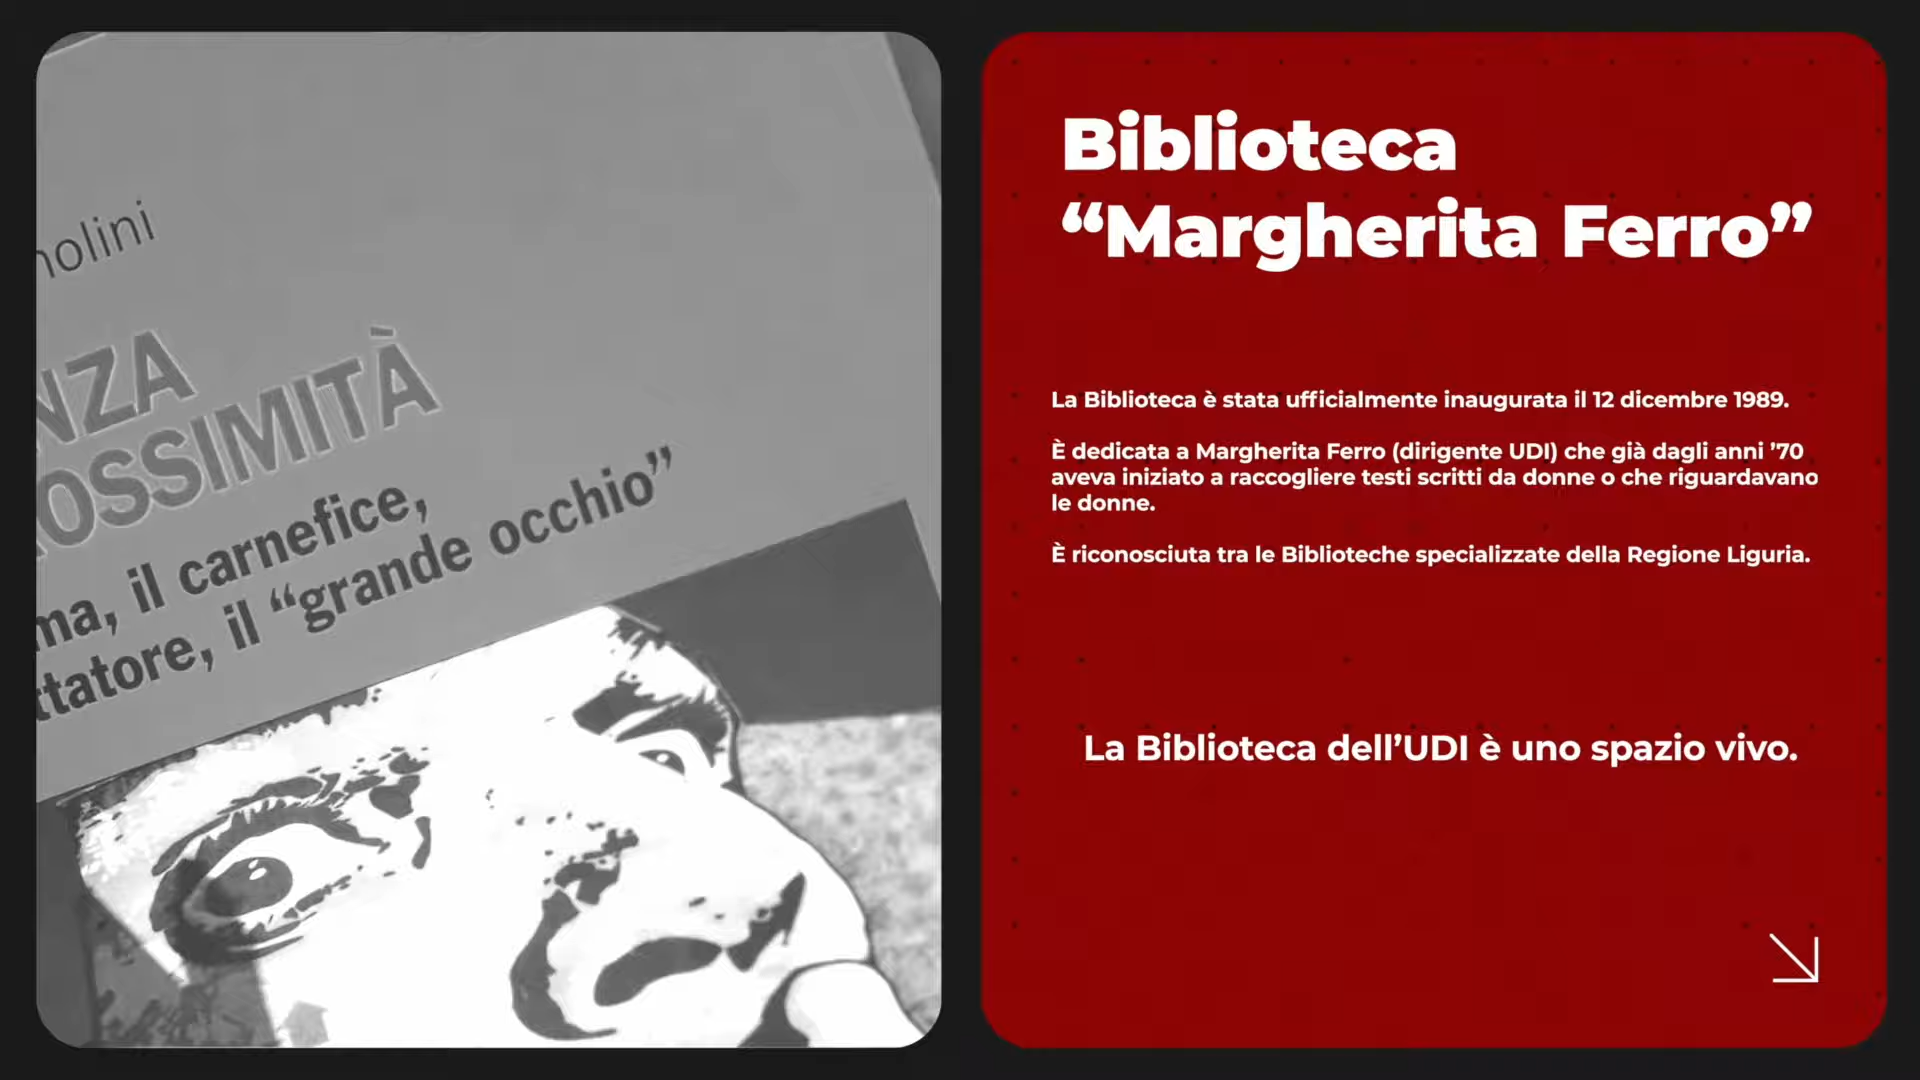 nolini
NZA
OSSIMITÀ
ma, il carnefice,
ttatore, il “grande occhio”
Biblioteca
“Margherita Ferro”
La Biblioteca è stata ufficialmente inaugurata il 12 dicembre 1989.
È dedicata a Margherita Ferro (dirigente UDI) che già dagli anni ’70
aveva iniziato a raccogliere testi scritti da donne o che riguardavano
le donne.
È riconosciuta tra le Biblioteche specializzate della Regione Liguria.
La Biblioteca dell’UDI è uno spazio vivo.